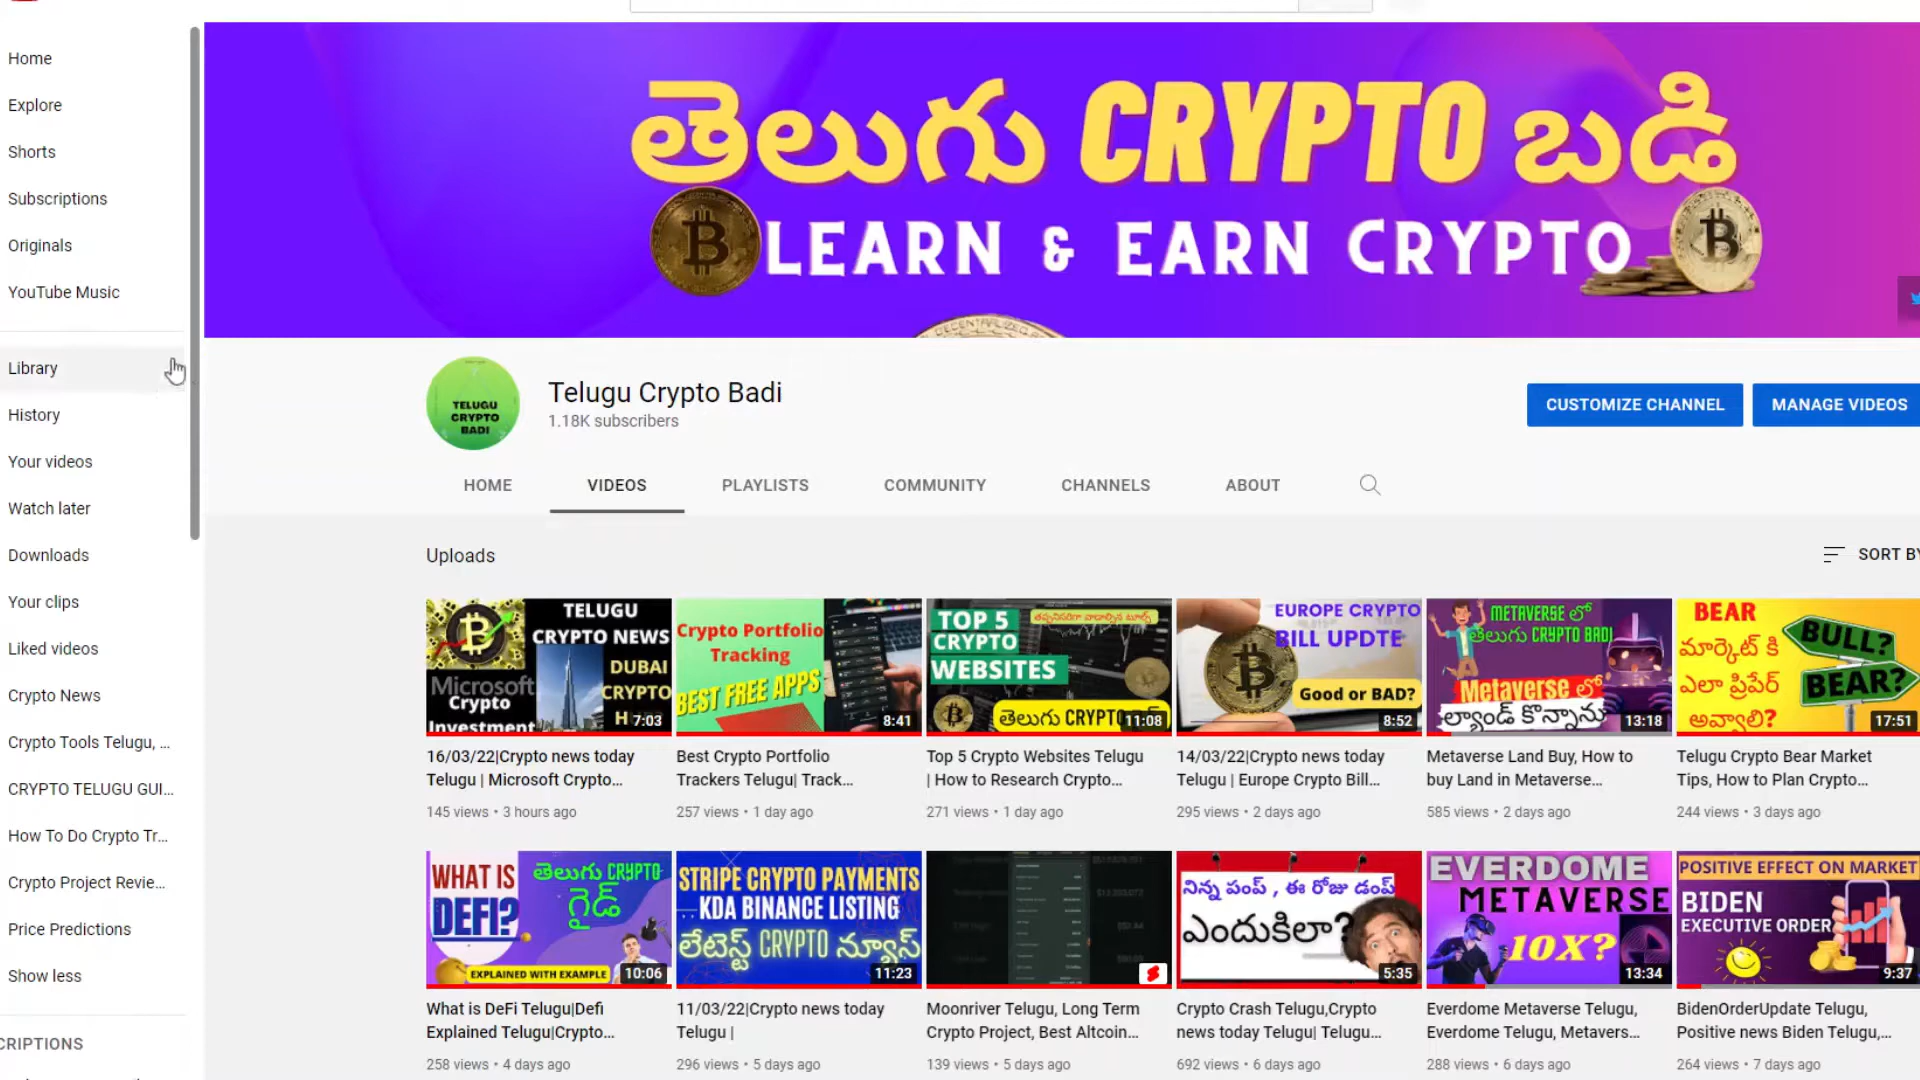 Home
Explore
Shorts
Subscriptions
Originals
YouTube Music
Library
History
Your videos
Watch later
Downloads
Your clips
Liked videos
Crypto News
Crypto Tools Telugu, ...
CRYPTO TELUGU GUI...
How To Do Crypto Tr...
Crypto Project Revie...
Price Predictions
Show less
CRIPTIONS
తెలుగు CRYPTO బడి
LEARN & EARN CRYPTO
TELUGU
CRYPTO
BADI
Telugu Crypto Badi
1.18K subscribers
CUSTOMIZE CHANNEL
MANAGE VIDEOS
HOME
VIDEOS
PLAYLISTS
COMMUNITY
CHANNELS
ABOUT
Uploads
SORT BY
TELUGU
CRYPTO NEWS
DUBAI
CRYPTO
Microsoft
Crypto
Investment
7:03
16/03/22|Crypto news today
Telugu | Microsoft Crypto...
145 views • 3 hours ago
Crypto Portfolio
Tracking
BEST FREE APPS
8:41
Best Crypto Portfolio
Trackers Telugu| Track...
257 views • 1 day ago
TOP 5
CRYPTO
WEBSITES
తప్పనిసరిగా వాడాల్సిన టూల్స్
తెలుగు CRYPTO
11:08
Top 5 Crypto Websites Telugu
| How to Research Crypto...
271 views • 1 day ago
EUROPE CRYPTO
BILL UPDTE
Good or BAD?
8:52
14/03/22|Crypto news today
Telugu | Europe Crypto Bill...
295 views • 2 days ago
METAVERSE లో
తెలుగు CRYPTO BADI
Metaverse లో
ల్యాండ్ కొన్నాను
13:18
Metaverse Land Buy, How to
buy Land in Metaverse...
585 views • 2 days ago
BEAR
మార్కెట్ కి
ఎలా ప్రిపేర్
అవ్వాలి?
BULL?
BEAR?
17:51
Telugu Crypto Bear Market
Tips, How to Plan Crypto...
244 views • 3 days ago
WHAT IS
DEFI?
తెలుగు CRYPTO
గైడ్
EXPLAINED WITH EXAMPLE
10:06
What is DeFi Telugu|Defi
Explained Telugu|Crypto...
258 views • 4 days ago
STRIPE CRYPTO PAYMENTS
KDA BINANCE LISTING
లేటెస్ట్ CRYPTO న్యూస్
11:23
11/03/22|Crypto news today
Telugu |
296 views • 5 days ago
Moonriver Telugu, Long Term
Crypto Project, Best Altcoin...
139 views • 5 days ago
నిన్న పంప్ , ఈ రోజు డంప్
ఎందుకిలా?
5:35
Crypto Crash Telugu,Crypto
news today Telugu| Telugu...
692 views • 6 days ago
EVERDOME
METAVERSE
10X?
13:34
Everdome Metaverse Telugu,
Everdome Telugu, Metavers...
288 views • 6 days ago
POSITIVE EFFECT ON MARKET
BIDEN
EXECUTIVE ORDER
9:37
BidenOrderUpdate Telugu,
Positive news Biden Telugu,...
264 views • 7 days ago